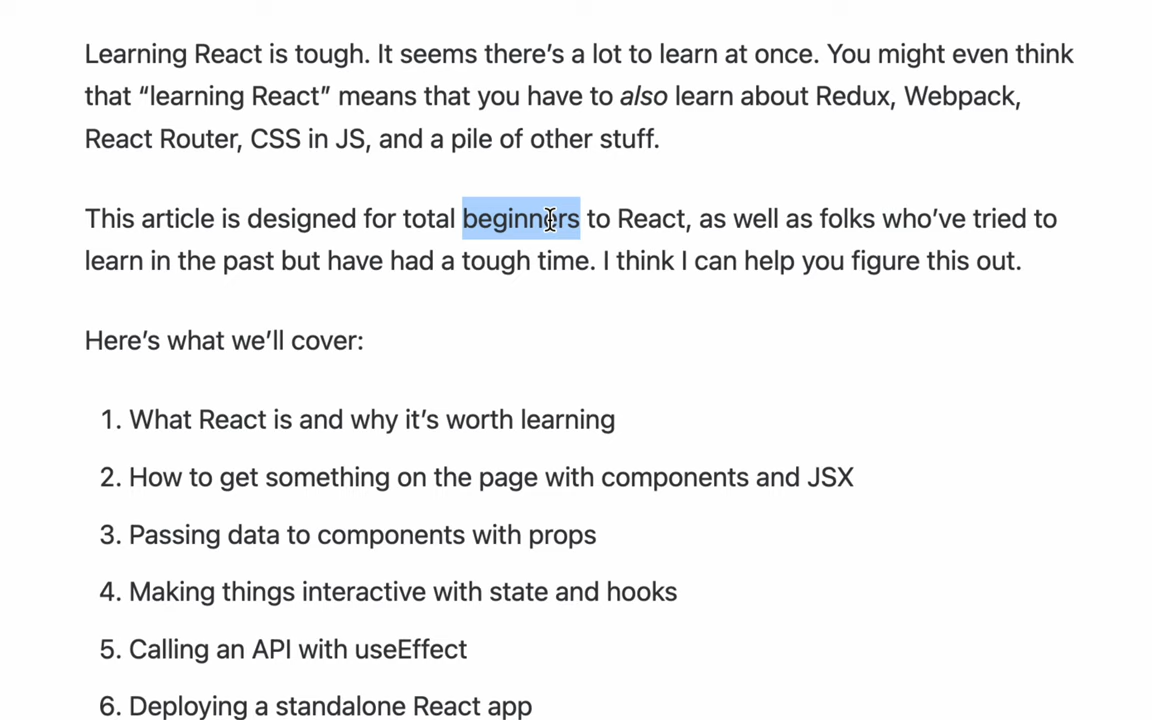 Learning React is tough. It seems there’s a lot to learn at once. You might even think
that “learning React” means that you have to also learn about Redux, Webpack,
React Router, CSS in JS, and a pile of other stuff.
This article is designed for total beginners to React, as well as folks who’ve tried to
learn in the past but have had a tough time. I think I can help you figure this out.
Here’s what we’ll cover:
1. What React is and why it’s worth learning
2. How to get something on the page with components and JSX
3. Passing data to components with props
4. Making things interactive with state and hooks
5. Calling an API with useEffect
6. Deploying a standalone React app